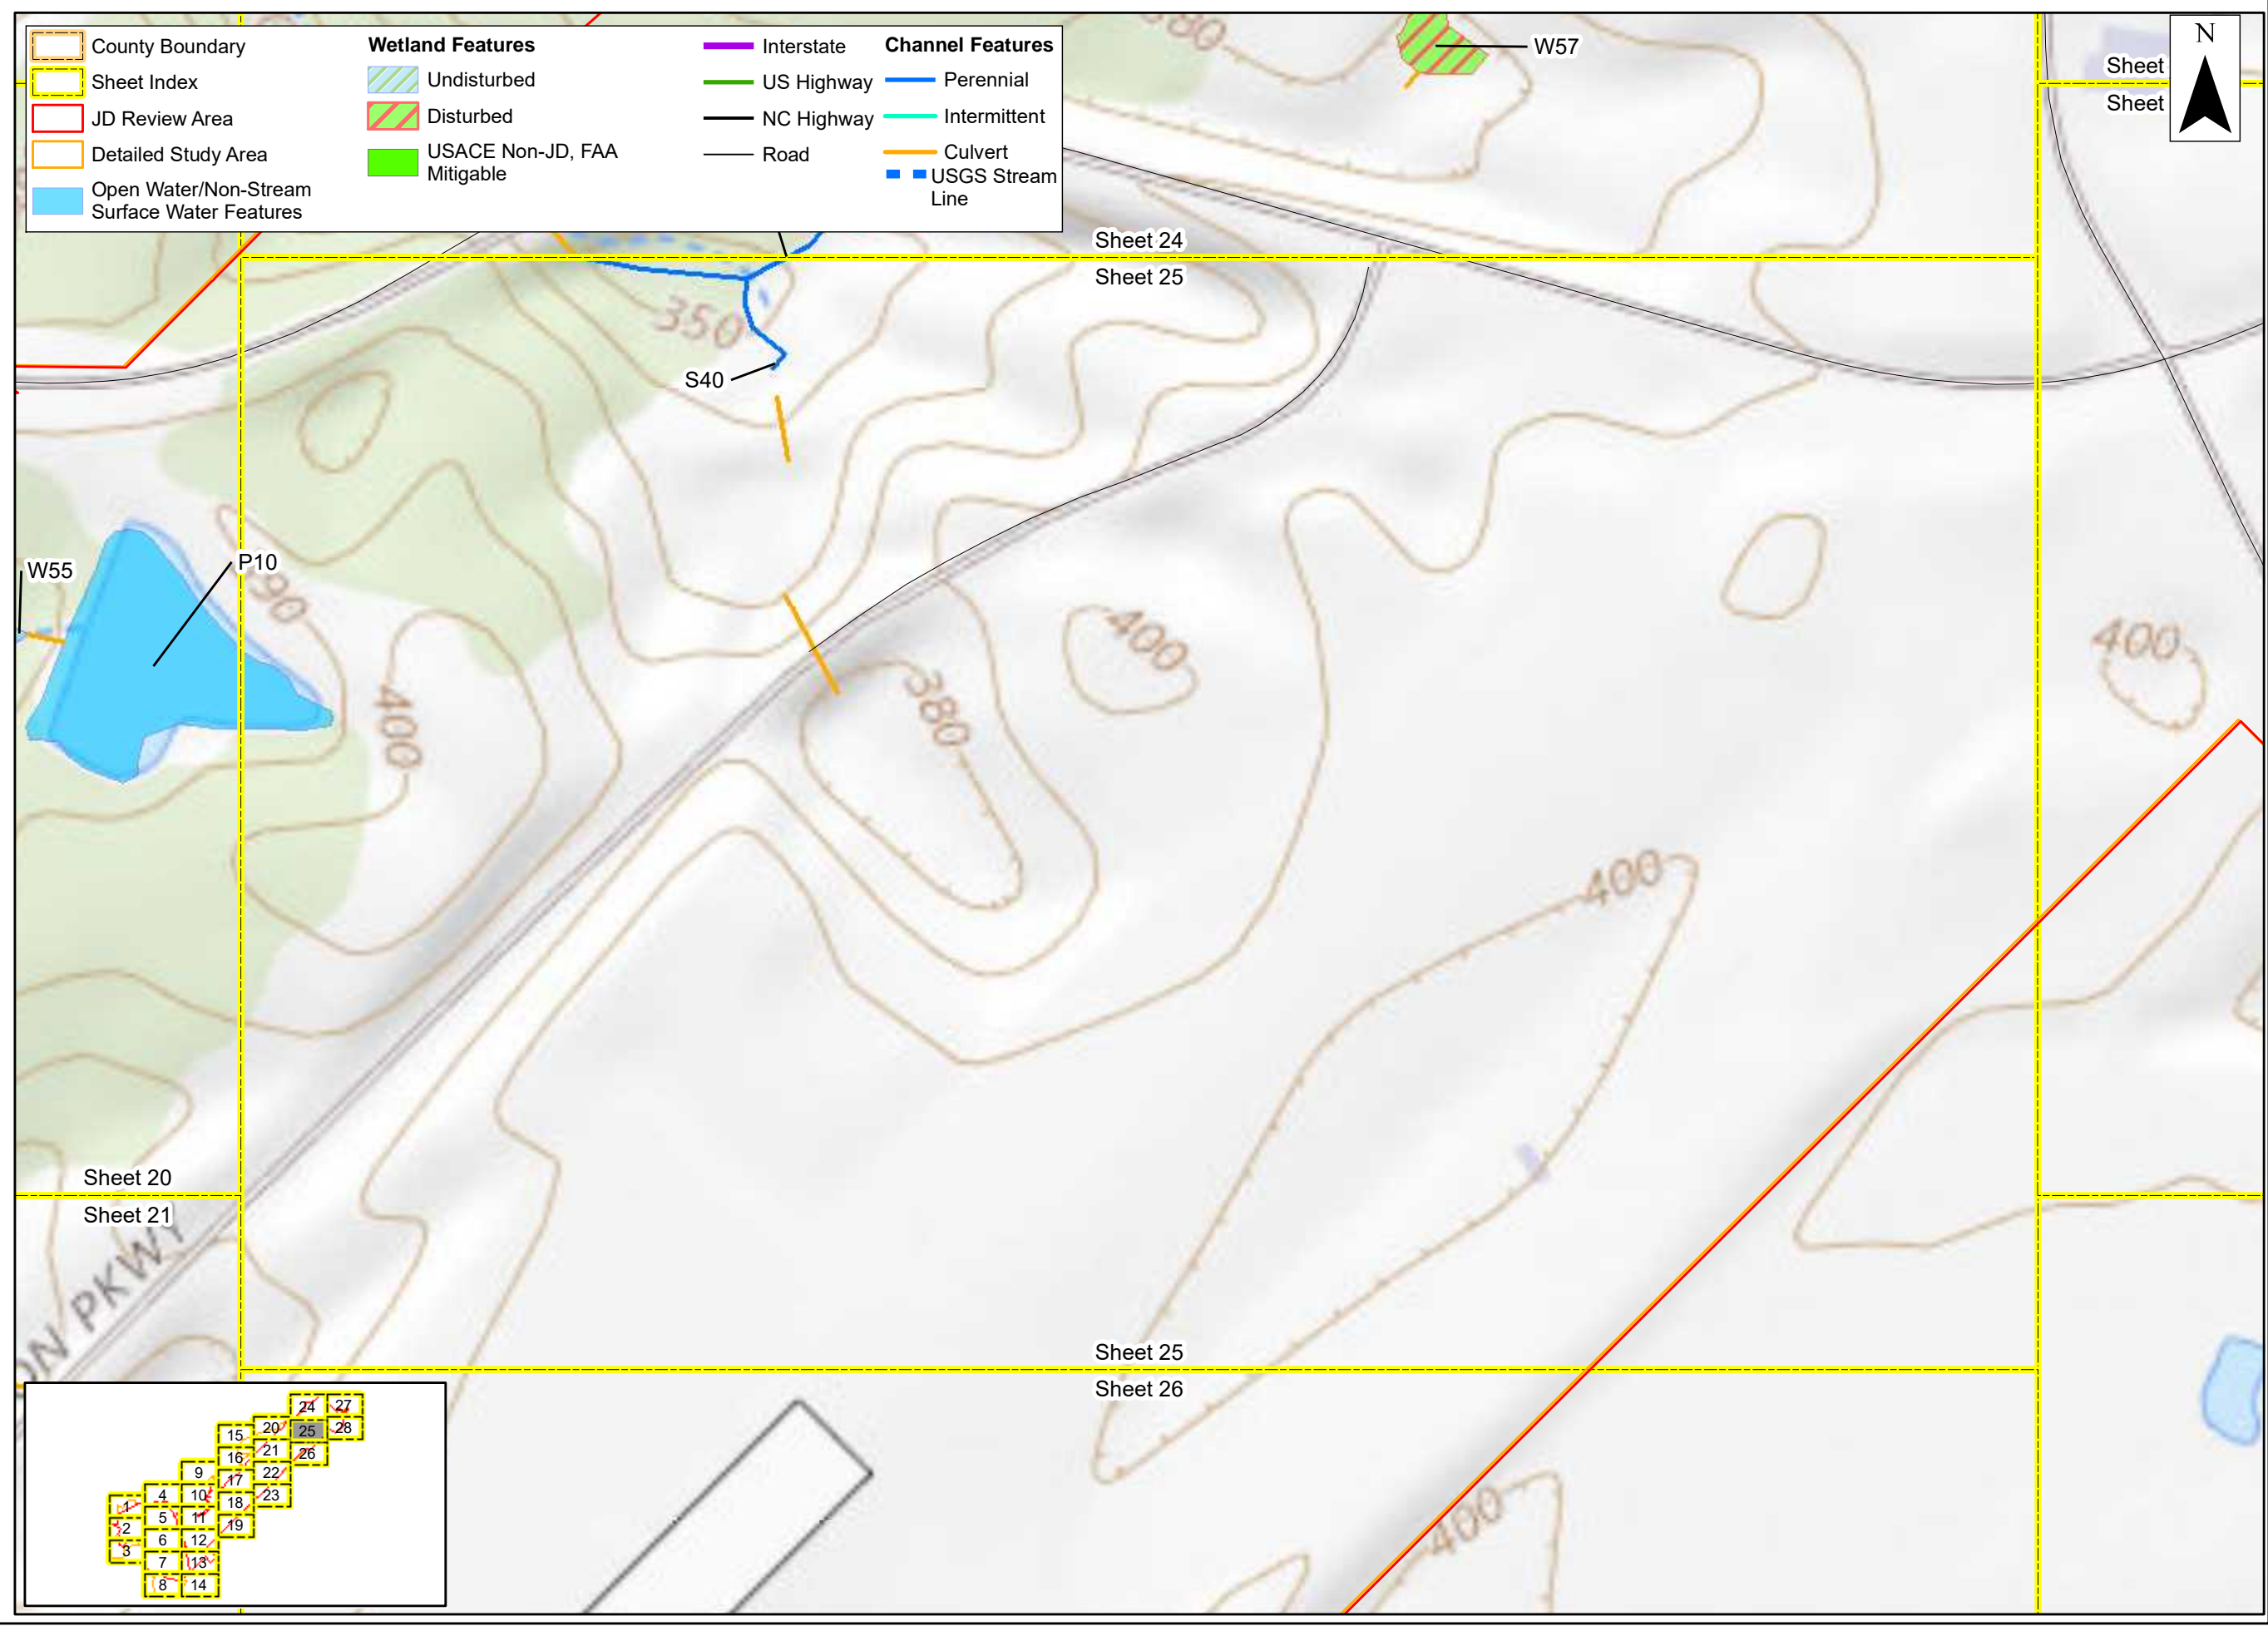 County Boundary
Sheet Index
JD Review Area
Detailed Study Area
Open Water/Non-Stream
Surface Water Features
Wetland Features
Undisturbed
Disturbed
USACE Non-JD, FAA
Mitigable
Interstate
US Highway
NC Highway
Road
Channel Features
Perennial
Intermittent
Culvert
USGS Stream
Line
380
W57
N
Sheet
Sheet
Sheet 24
Sheet 25
350
S40
W55
P10
90
400
380
400
400
400
Sheet 20
Sheet 21
ON PKWY
Sheet 25
Sheet 26
400
24 27
20 25 28
15 21 26
16 22
9 17 23
4 10 18
1 5 11 19
2 6 12
3 7 13
8 14